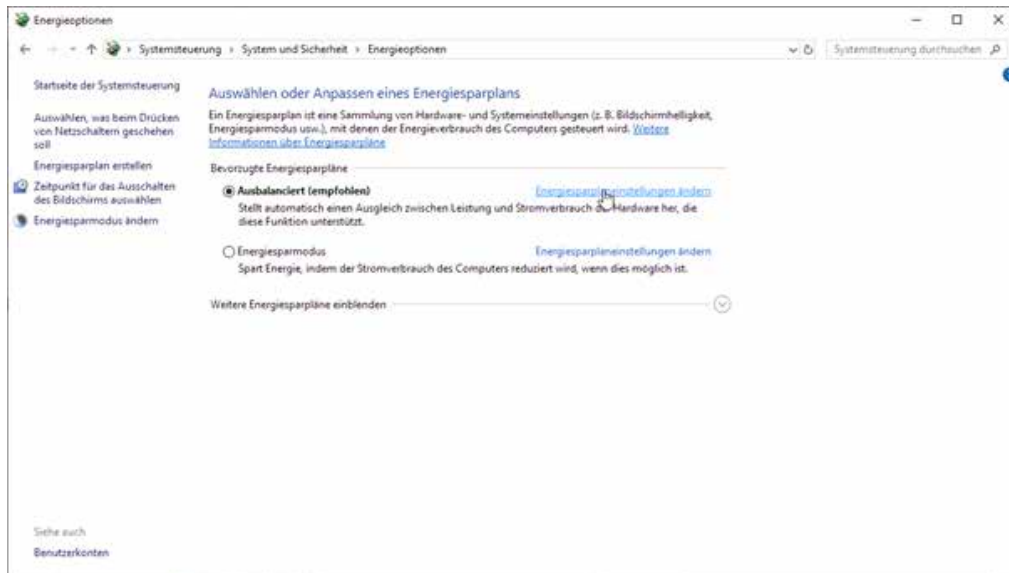 Energieoptionen
Systemsteuerung › System und Sicherheit › Energieoptionen
Systemsteuerung durchsuchen
Startseite der Systemsteuerung
Auswählen, was beim Drücken
von Netzschaltern geschehen
soll
Energiesparplan erstellen
Zeitpunkt für das Ausschalten
des Bildschirms auswählen
Energiesparmodus ändern
Auswählen oder Anpassen eines Energiesparplans
Ein Energiesparplan ist eine Sammlung von Hardware- und Systemeinstellungen (z. B. Bildschirmhelligkeit,
Energiesparmodus usw.), mit denen der Energieverbrauch des Computers gesteuert wird. Weitere
Informationen über Energiesparpläne
Bevorzugte Energiesparpläne
Ausbalanciert (empfohlen) Energiesparplaneinstellungen ändern
Stellt automatisch einen Ausgleich zwischen Leistung und Stromverbrauch der Hardware her, die
diese Funktion unterstützt.
Energiesparmodus Energiesparplaneinstellungen ändern
Spart Energie, indem der Stromverbrauch des Computers reduziert wird, wenn dies möglich ist.
Weitere Energiesparpläne einblenden
Siehe auch
Benutzerkonten